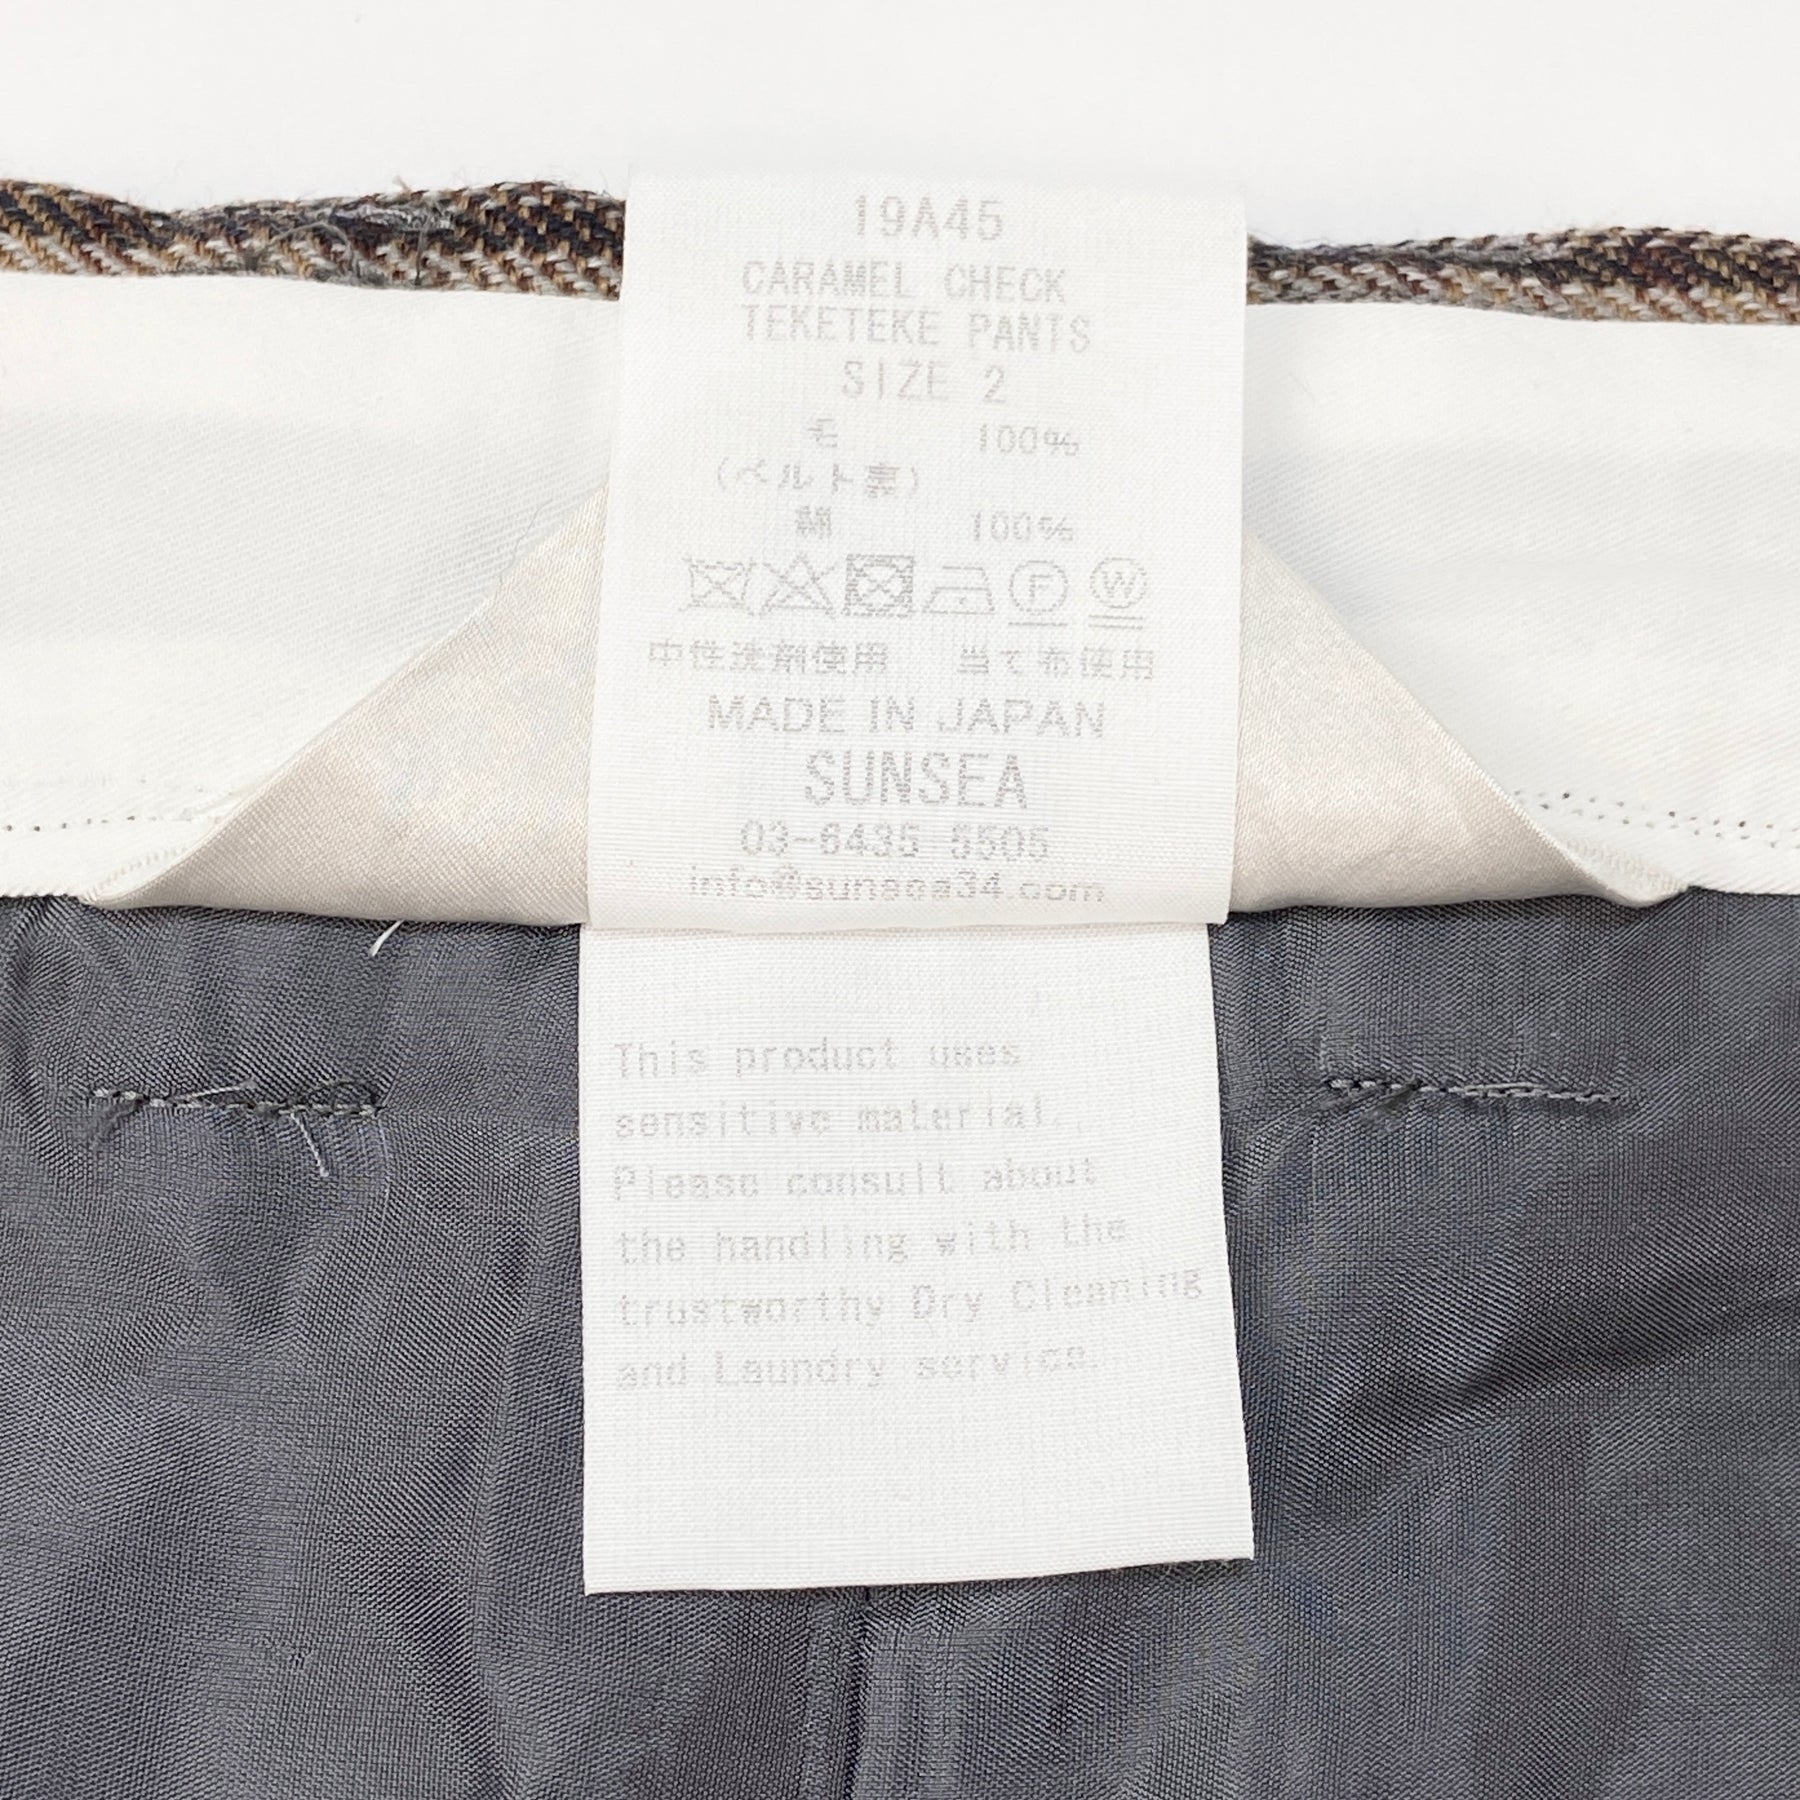 19A45
CARAMEL CHECK
TEKETEKE PANTS
SIZE 2
毛 100%
(ベルト裏)
綿 100%
F W
中性洗剤使用 当て布使用
MADE IN JAPAN
SUNSEA
03-6435 5505
info@sunsea34.com
This product uses
sensitive material.
Please consult about
the handling with the
trustworthy Dry Cleaning
and Laundry service.